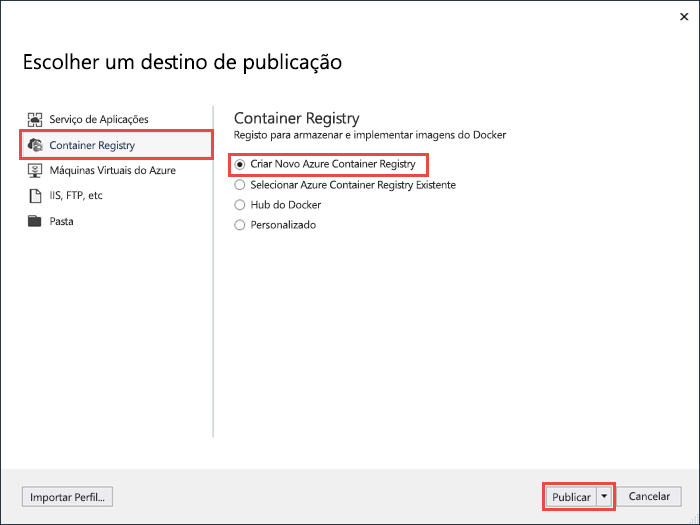 Escolher um destino de publicação
Serviço de Aplicações
Container Registry
Máquinas Virtuais do Azure
IIS, FTP, etc
Pasta
Container Registry
Registo para armazenar e implementar imagens do Docker
Criar Novo Azure Container Registry
Selecionar Azure Container Registry Existente
Hub do Docker
Personalizado
Importar Perfil...
Publicar
Cancelar